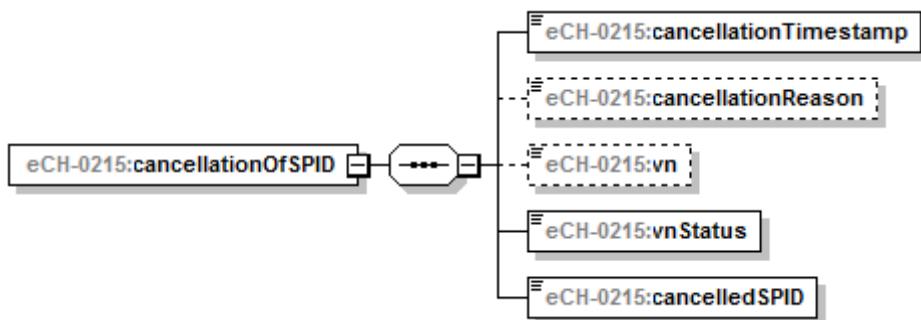 eCH-0215:cancellationTimestamp
eCH-0215:cancellationReason
eCH-0215:cancellationOfSPID
eCH-0215:vn
eCH-0215:vnStatus
eCH-0215:cancelledSPID